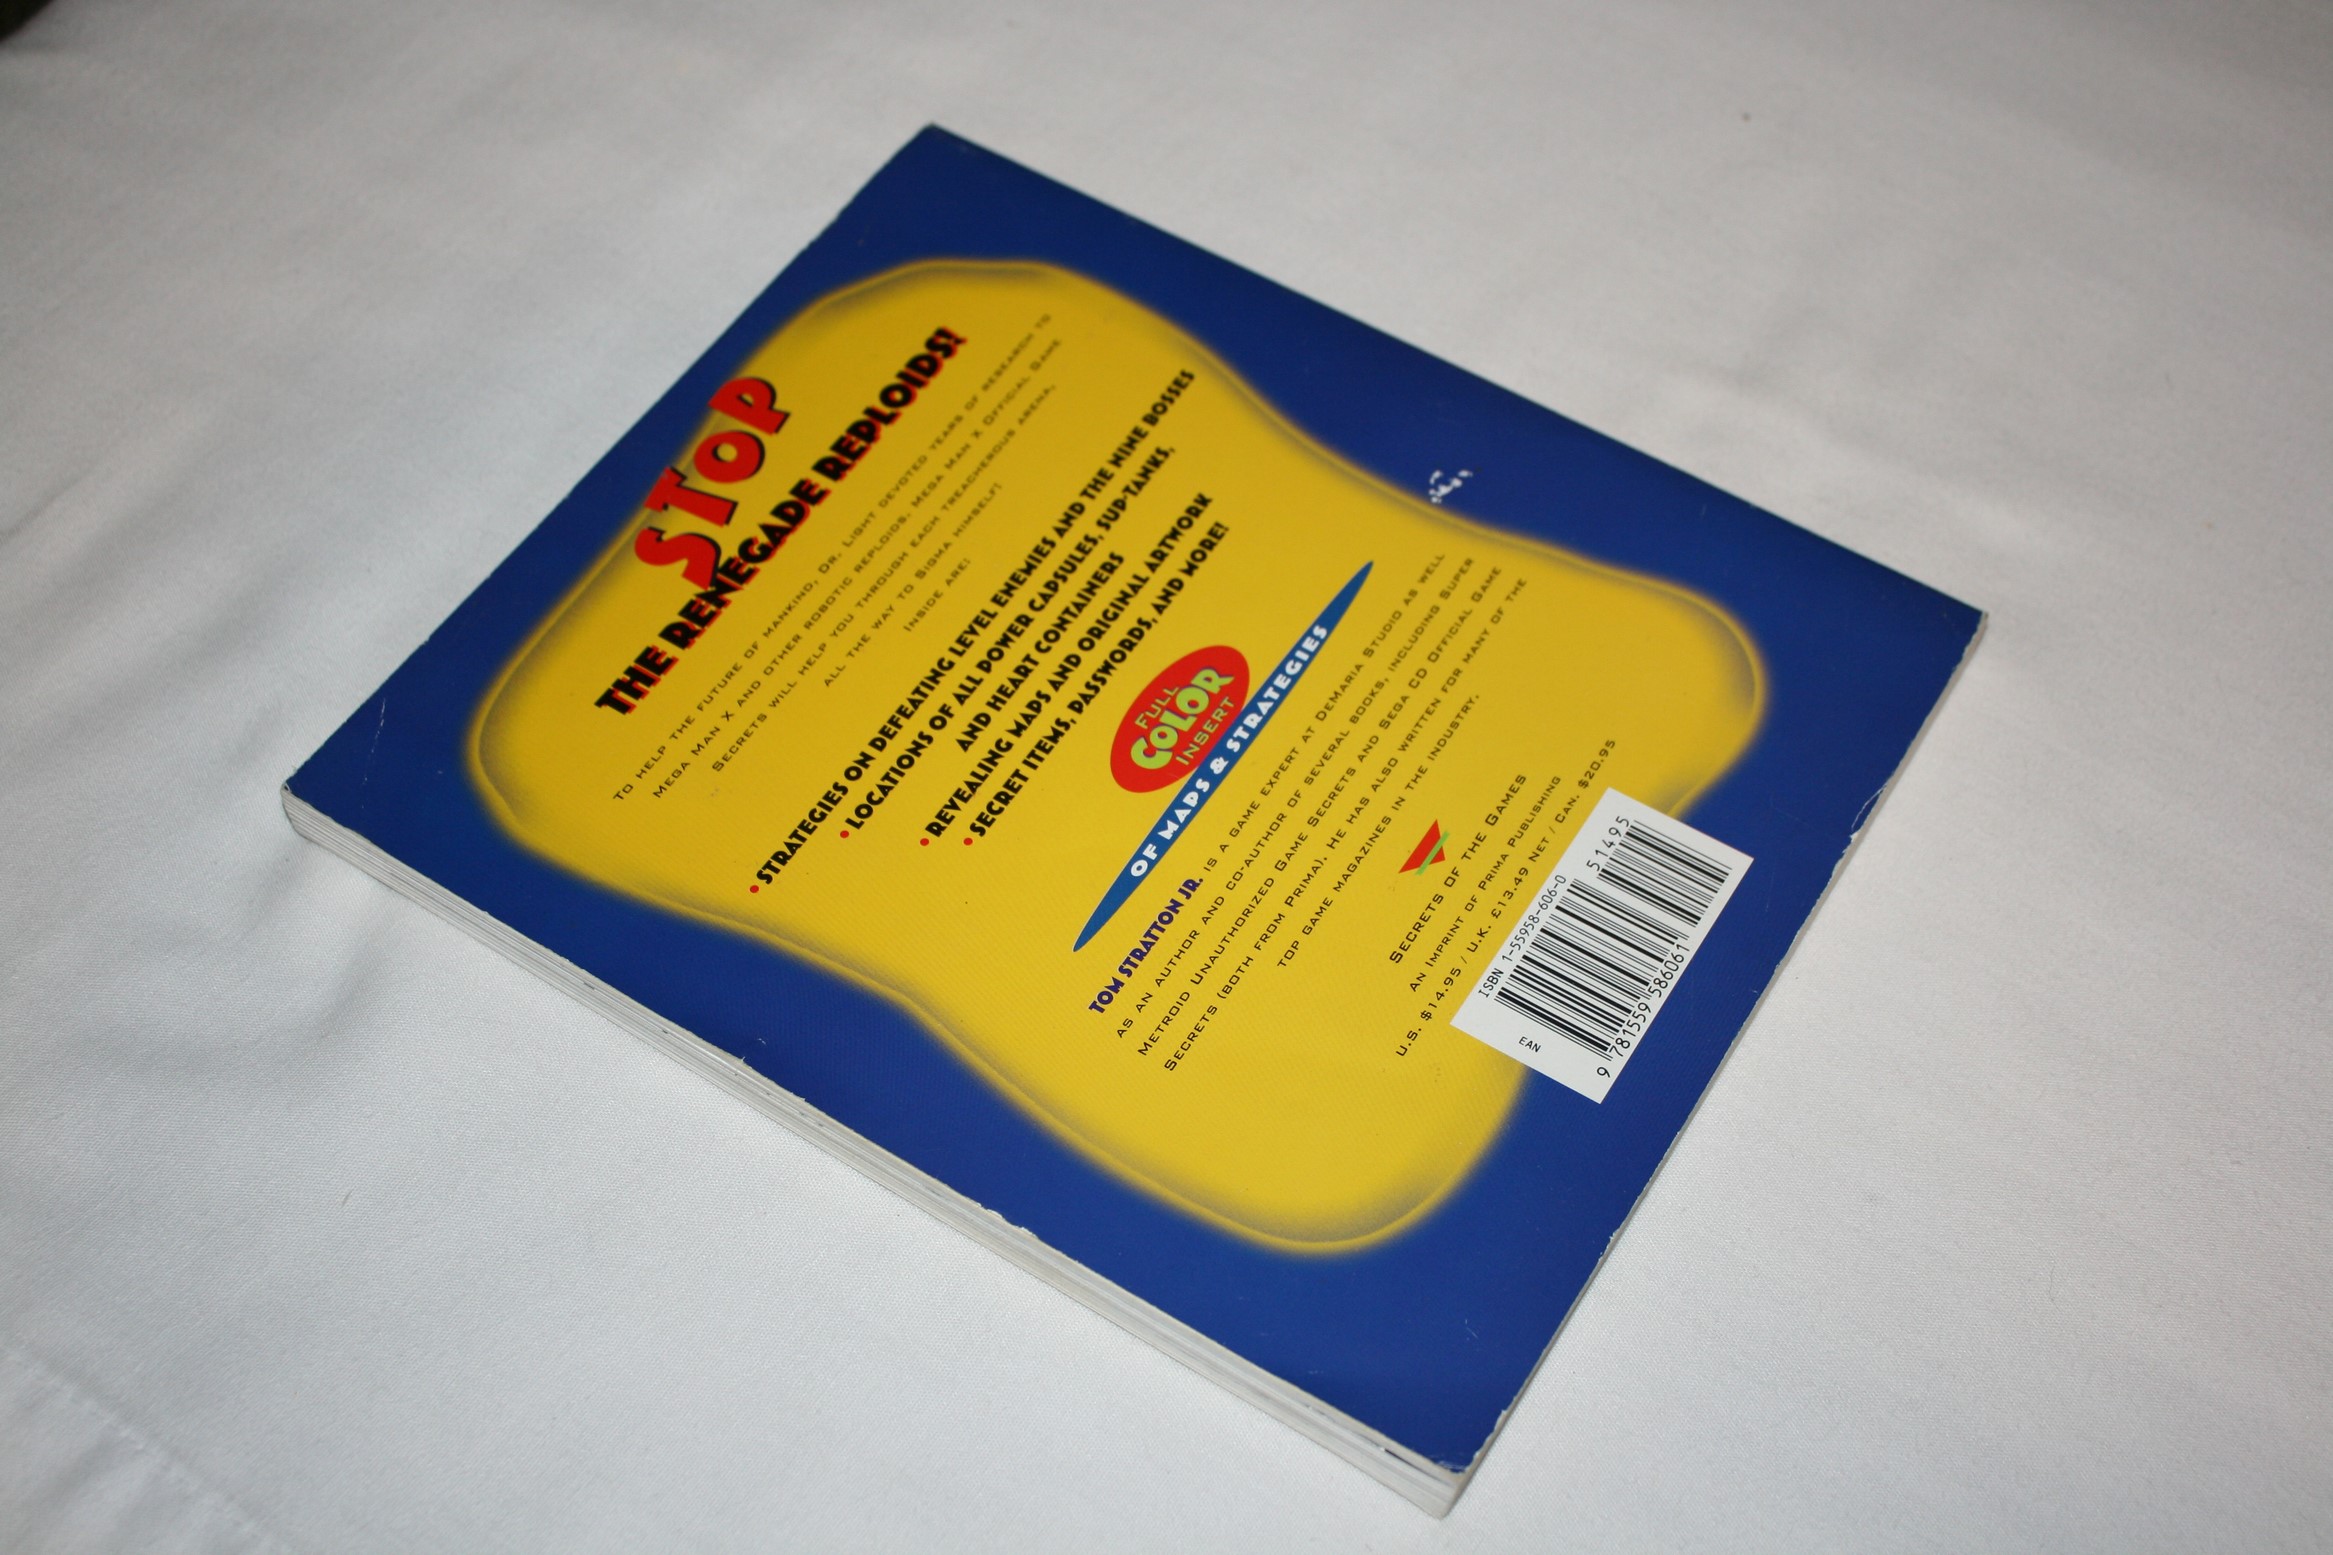 STOP
THE RENEGADE REPLOIDS!
To help the future of mankind, Dr. Light devoted years of research to
Mega Man X and other robotic reploids. Mega Man X Official Game
Secrets will help you through each treacherous arena,
all the way to Sigma himself!
Inside are:
• STRATEGIES ON DEFEATING LEVEL ENEMIES AND THE NINE BOSSES
• LOCATIONS OF ALL POWER CAPSULES, SUB-TANKS,
AND HEART CONTAINERS
• REVEALING MAPS AND ORIGINAL ARTWORK
• SECRET ITEMS, PASSWORDS, AND MORE!
FULL
COLOR
INSERT
OF MAPS & STRATEGIES
TOM STRATTON JR. is a game expert at DeMaria Studio as well
as an author and co-author of several books, including Super
Metroid Unauthorized Game Secrets and Sega CD Official Game
Secrets (both from Prima). He has also written for many of the
top game magazines in the industry.
Secrets of the Games
an Imprint of Prima Publishing
U.S. $14.95 / U.K. £13.49 Net / Can. $20.95
ISBN 1-55958-606-0
51495
9 781559 586061
EAN